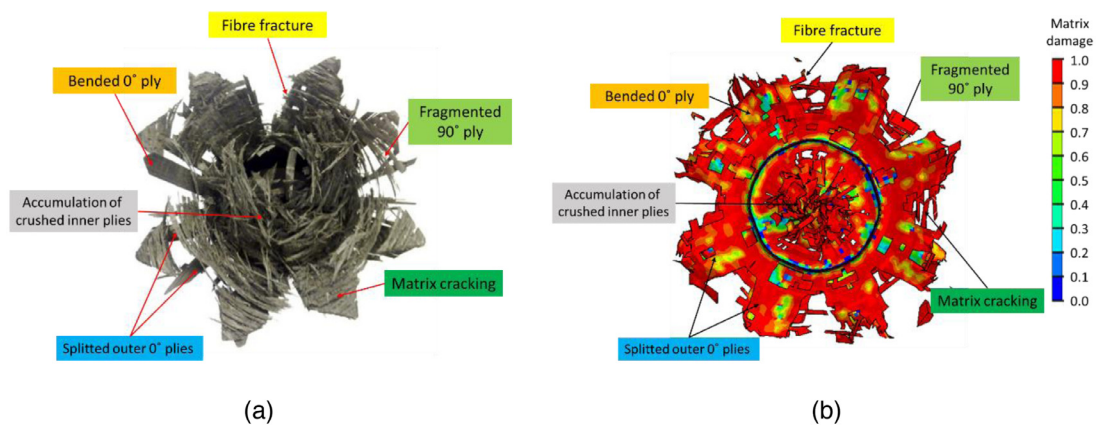 Fibre fracture
Bended 0˚ ply
Fragmented
90˚ ply
Accumulation of
crushed inner plies
Matrix cracking
Splitted outer 0˚ plies
(a)
Fibre fracture
Matrix
damage
Bended 0˚ ply
Fragmented
90˚ ply
Accumulation of
crushed inner plies
Matrix cracking
Splitted outer 0˚ plies
1.0
0.9
0.8
0.7
0.6
0.5
0.4
0.3
0.2
0.1
0.0
(b)